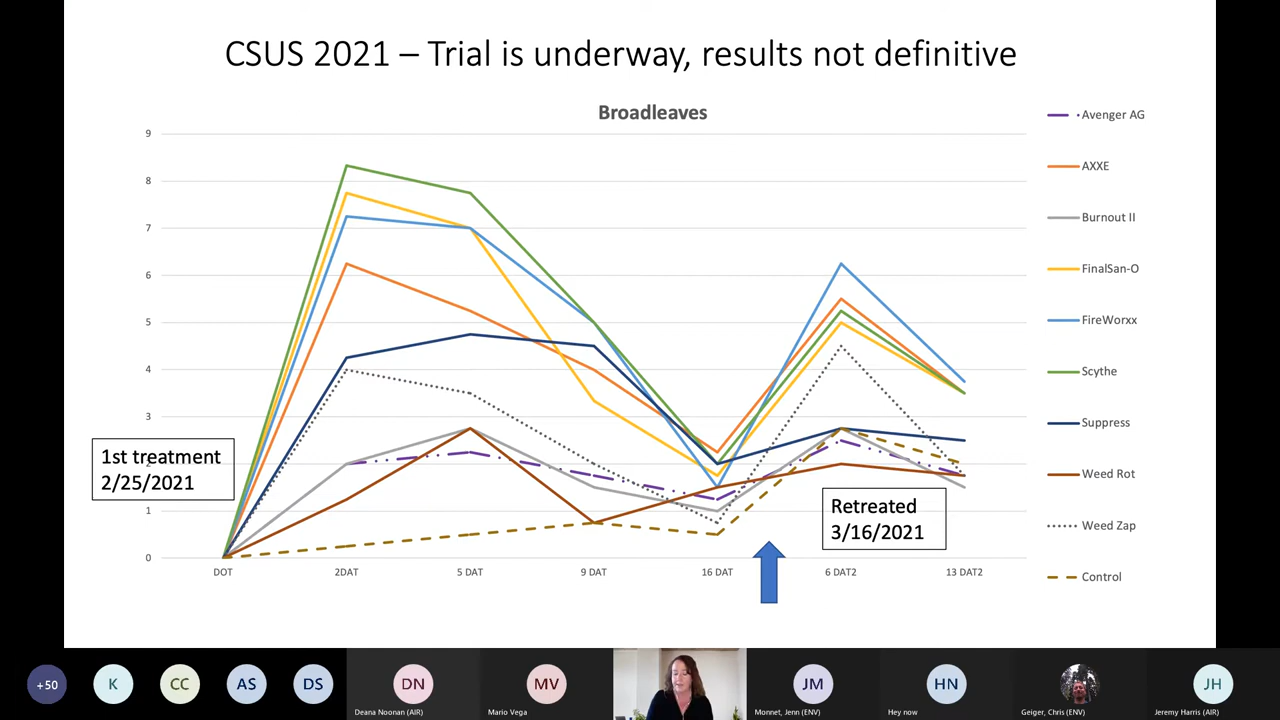 CSUS 2021 – Trial is underway, results not definitive
Broadleaves
9
8
7
6
5
4
3
2
1
0
1st treatment
2/25/2021
Retreated
3/16/2021
DOT
2DAT
5 DAT
9 DAT
16 DAT
6 DAT2
13 DAT2
Avenger AG
AXXE
Burnout II
FinalSan-O
FireWorxx
Scythe
Suppress
Weed Rot
Weed Zap
Control
+50
K
CC
AS
DS
DN
MV
JM
HN
JH
Deana Noonan (AIR)
Mario Vega
Monnet, Jenn (ENV)
Hey now
Geiger, Chris (ENV)
Jeremy Harris (AIR)